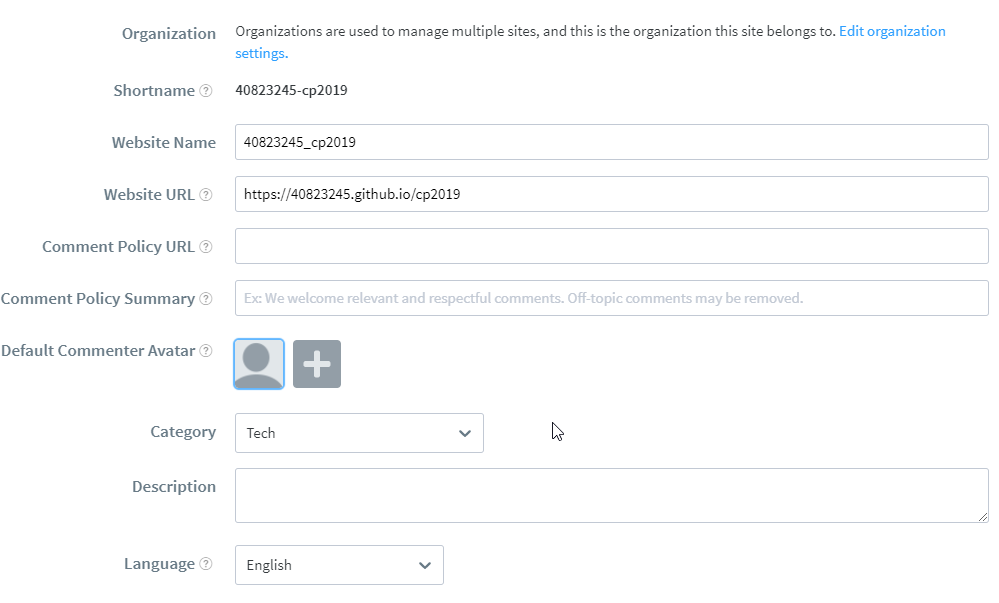 Organization Organizations are used to manage multiple sites, and this is the organization this site belongs to. Edit organization
settings.
Shortname ? 40823245-cp2019
Website Name 40823245_cp2019
Website URL ? https://40823245.github.io/cp2019
Comment Policy URL ?
Comment Policy Summary ? Ex: We welcome relevant and respectful comments. Off-topic comments may be removed.
Default Commenter Avatar ?
Category Tech
Description
Language ? English